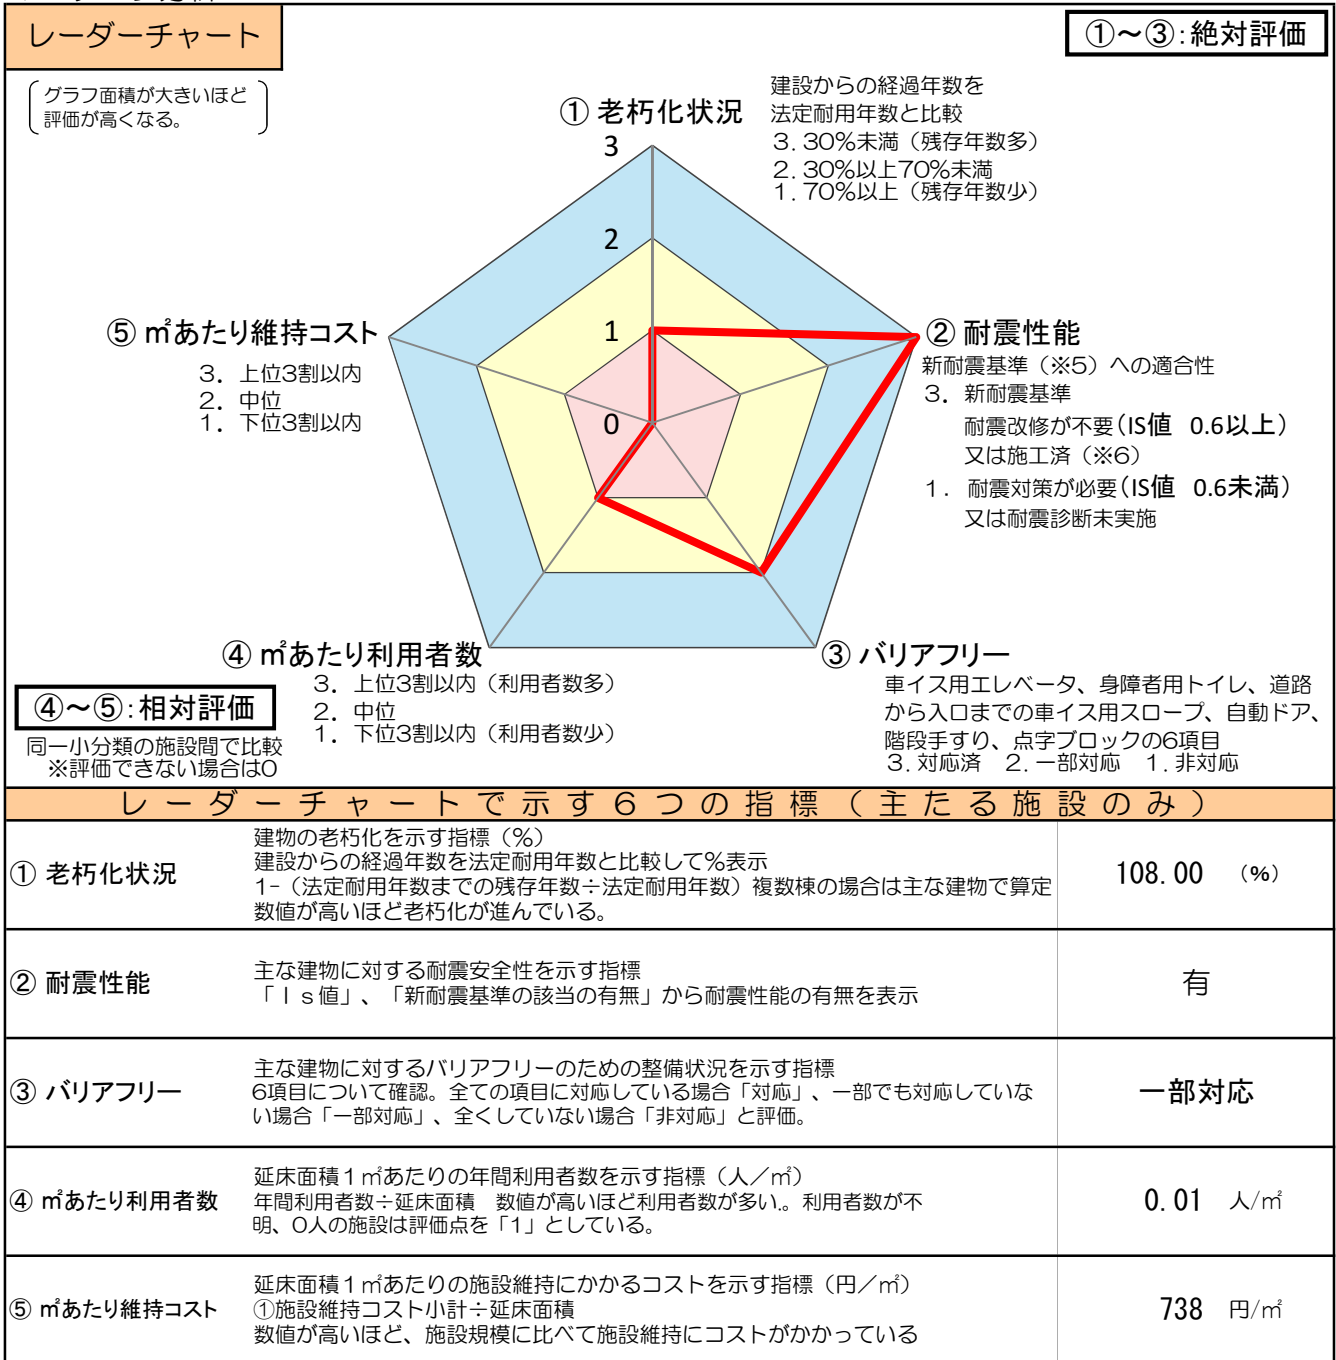 レーダーチャート
①～③:絶対評価
グラフ面積が大きいほど
評価が高くなる。
① 老朽化状況
建設からの経過年数を
法定耐用年数と比較
3. 30%未満（残存年数多）
2. 30%以上70%未満
1. 70%以上（残存年数少）
3
2
1
0
② 耐震性能
新耐震基準（※5）への適合性
3. 新耐震基準
耐震改修が不要(IS値 0.6以上)
又は施工済（※6）
1. 耐震対策が必要(IS値 0.6未満)
又は耐震診断未実施
⑤ ㎡あたり維持コスト
3. 上位3割以内
2. 中位
1. 下位3割以内
④ ㎡あたり利用者数
3. 上位3割以内（利用者数多）
2. 中位
1. 下位3割以内（利用者数少）
③ バリアフリー
車イス用エレベータ、身障者用トイレ、道路
から入口までの車イス用スロープ、自動ドア、
階段手すり、点字ブロックの6項目
3. 対応済 2. 一部対応 1. 非対応
④～⑤:相対評価
同一小分類の施設間で比較
※評価できない場合は0
レーダーチャートで示す６つの指標（主たる施設のみ）
① 老朽化状況
建物の老朽化を示す指標（%）
建設からの経過年数を法定耐用年数と比較して%表示
1-（法定耐用年数までの残存年数÷法定耐用年数）複数棟の場合は主な建物で算定
数値が高いほど老朽化が進んでいる。
108.00 （%）
② 耐震性能
主な建物に対する耐震安全性を示す指標
「Ｉｓ値」、「新耐震基準の該当の有無」から耐震性能の有無を表示
有
③ バリアフリー
主な建物に対するバリアフリーのための整備状況を示す指標
6項目について確認。全ての項目に対応している場合「対応」、一部でも対応していな
い場合「一部対応」、全くしていない場合「非対応」と評価。
一部対応
④ ㎡あたり利用者数
延床面積１㎡あたりの年間利用者数を示す指標（人／㎡）
年間利用者数÷延床面積 数値が高いほど利用者数が多い。利用者数が不
明、0人の施設は評価点を「1」としている。
0.01 人/㎡
⑤ ㎡あたり維持コスト
延床面積１㎡あたりの施設維持にかかるコストを示す指標（円／㎡）
①施設維持コスト小計÷延床面積
数値が高いほど、施設規模に比べて施設維持にコストがかかっている
738 円/㎡